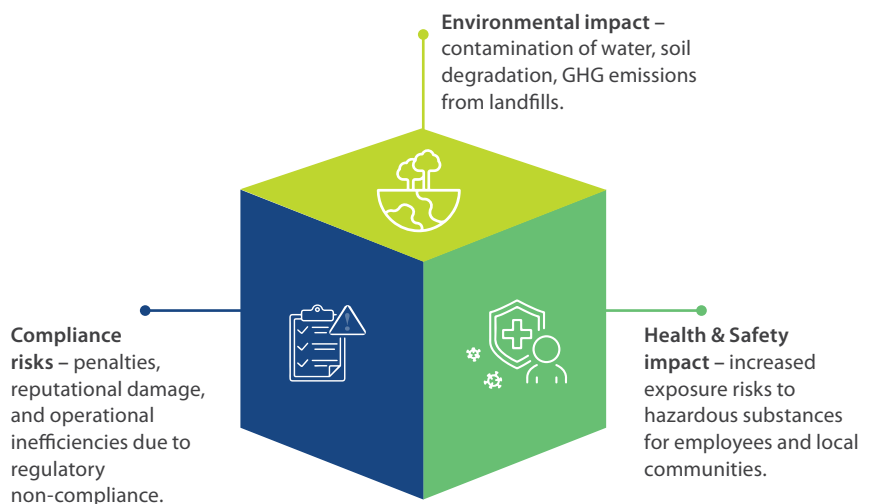 Environmental impact –
contamination of water, soil
degradation, GHG emissions
from landfills.
Compliance
risks – penalties,
reputational damage,
and operational
inefficiencies due to
regulatory
non-compliance.
Health & Safety
impact – increased
exposure risks to
hazardous substances
for employees and local
communities.